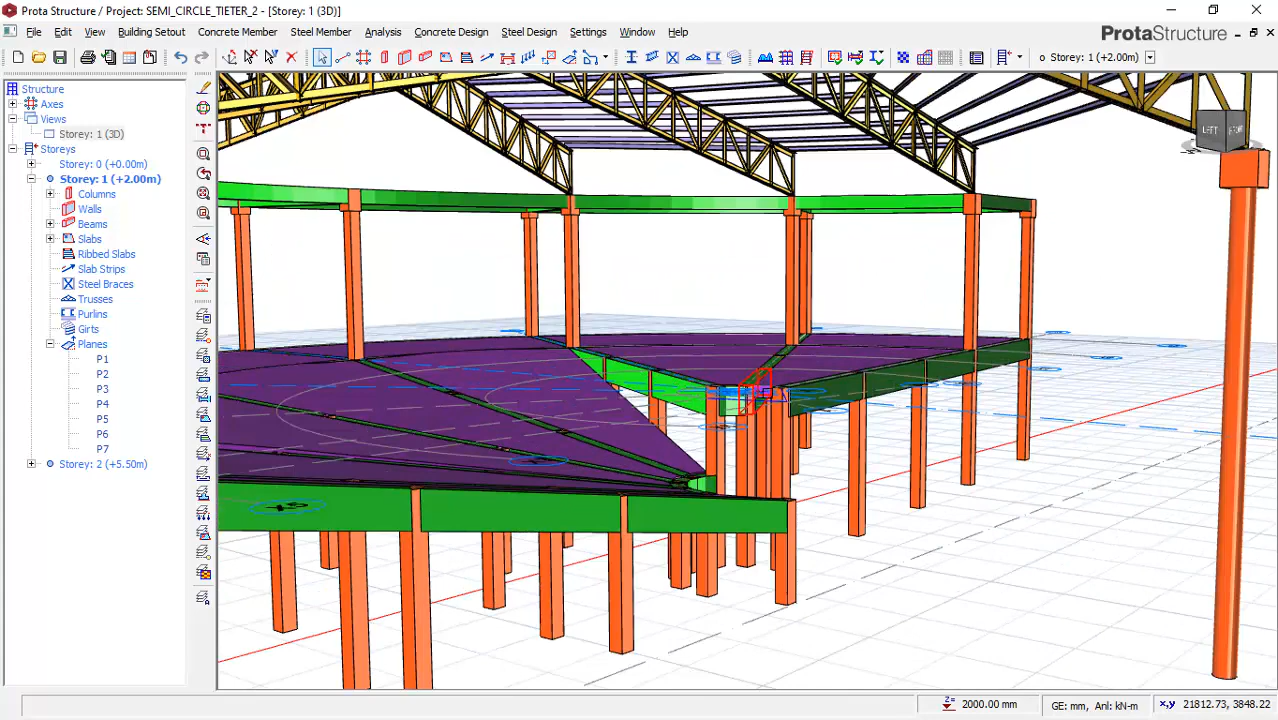 Prota Structure / Project: SEMI_CIRCLE_TIETER_2 - [Storey: 1 (3D)]
File Edit View Building Setout Concrete Member Steel Member Analysis Concrete Design Steel Design Settings Window Help
ProtaStructure
o Storey: 1 (+2.00m)
Structure
Axes
Views
Storey: 1 (3D)
Storeys
Storey: 0 (+0.00m)
Storey: 1 (+2.00m)
Columns
Walls
Beams
Slabs
Ribbed Slabs
Slab Strips
Steel Braces
Trusses
Purlins
Girts
Planes
P1
P2
P3
P4
P5
P6
P7
Storey: 2 (+5.50m)
LEFT
Z= 2000.00 mm
GE: mm, Anl: kN-m
x,y 21812.73, 3848.22